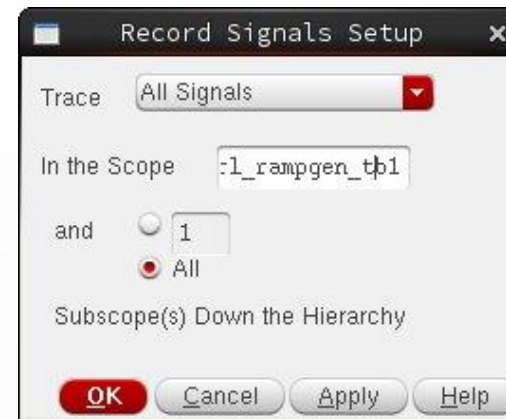 Record Signals Setup ×
Trace All Signals
In the Scope :l_rampgen_tb1
and 1
All
Subscope(s) Down the Hierarchy
OK Cancel Apply Help